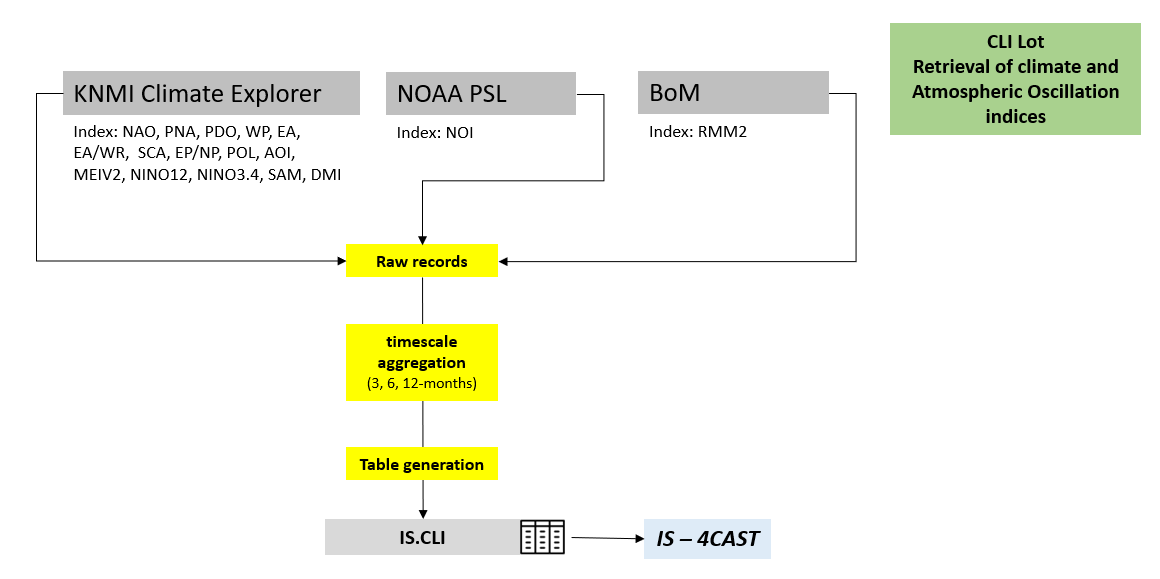 CLI Lot
Retrieval of climate and
Atmospheric Oscillation
indices
KNMI Climate Explorer
Index: NAO, PNA, PDO, WP, EA,
EA/WR, SCA, EP/NP, POL, AOI,
MEIV2, NINO12, NINO3.4, SAM, DMI
NOAA PSL
Index: NOI
BoM
Index: RMM2
Raw records
timescale
aggregation
(3, 6, 12-months)
Table generation
IS.CLI
IS – 4CAST